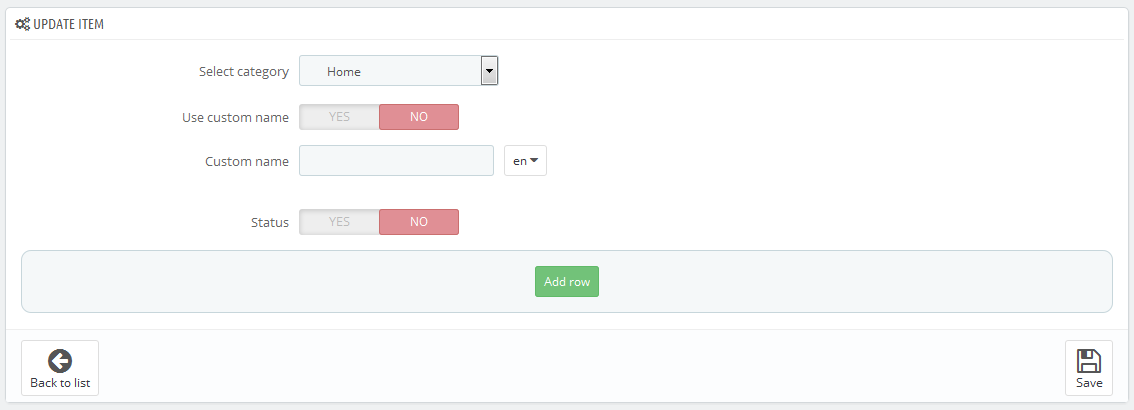 UPDATE ITEM
Select category Home
Use custom name YES NO
Custom name en
Status YES NO
Add row
Back to list Save